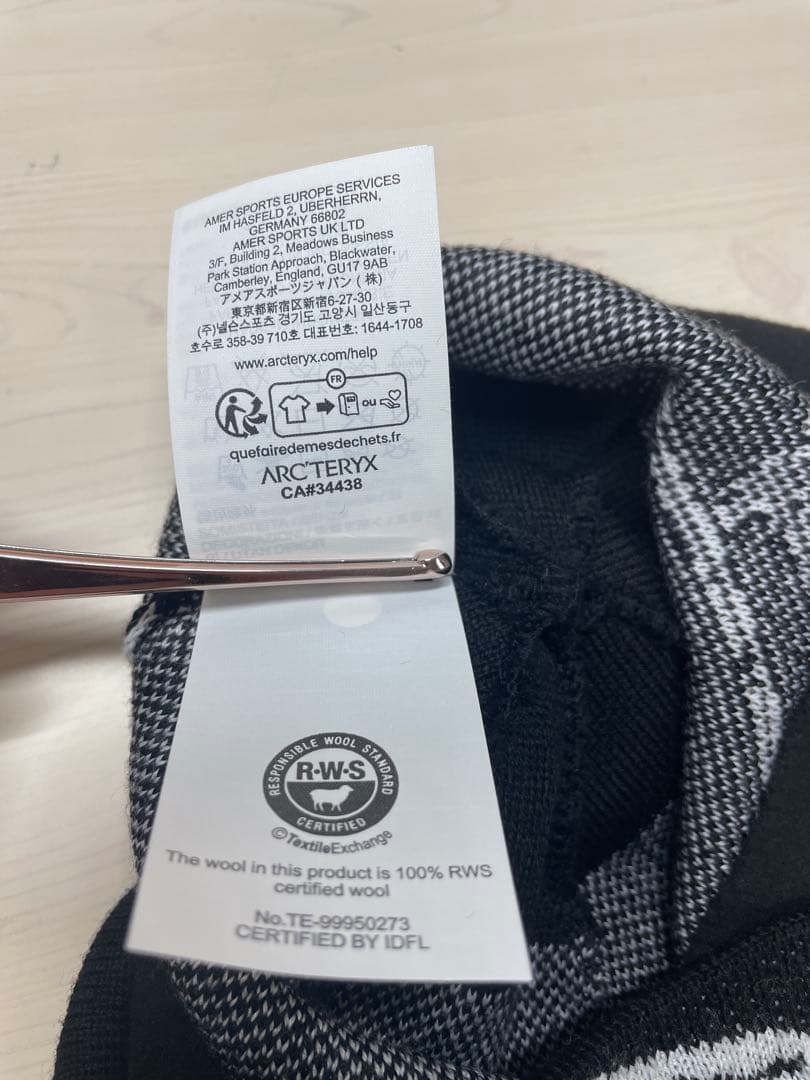 AMER SPORTS EUROPE SERVICES
IM HASFELD 2, UBERHERRN,
GERMANY 66802
AMER SPORTS UK LTD
3/F, Building 2, Meadows Business
Park Station Approach, Blackwater,
Camberley, England, GU17 9AB
アメアスポーツジャパン(株)
東京都新宿区新宿6-27-30
(주)넬슨스포츠 경기도 고양시 일산동구
호수로 358-39 710호 대표번호: 1644-1708
www.arcteryx.com/help
FR
ou
quefairedemesdechets.fr
ARC'TERYX
CA#34438
RESPONSIBLE WOOL STANDARD
R·W·S
CERTIFIED
©TextileExchange
The wool in this product is 100% RWS
certified wool
No.TE-99950273
CERTIFIED BY IDFL